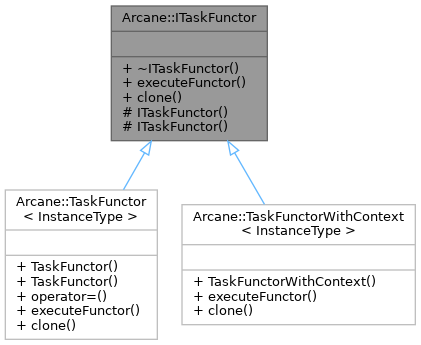 Arcane::ITaskFunctor
+ ~ITaskFunctor()
+ executeFunctor()
+ clone()
# ITaskFunctor()
# ITaskFunctor()
Arcane::TaskFunctor
< InstanceType >
+ TaskFunctor()
+ TaskFunctor()
+ operator=()
+ executeFunctor()
+ clone()
Arcane::TaskFunctorWithContext
< InstanceType >
+ TaskFunctorWithContext()
+ executeFunctor()
+ clone()